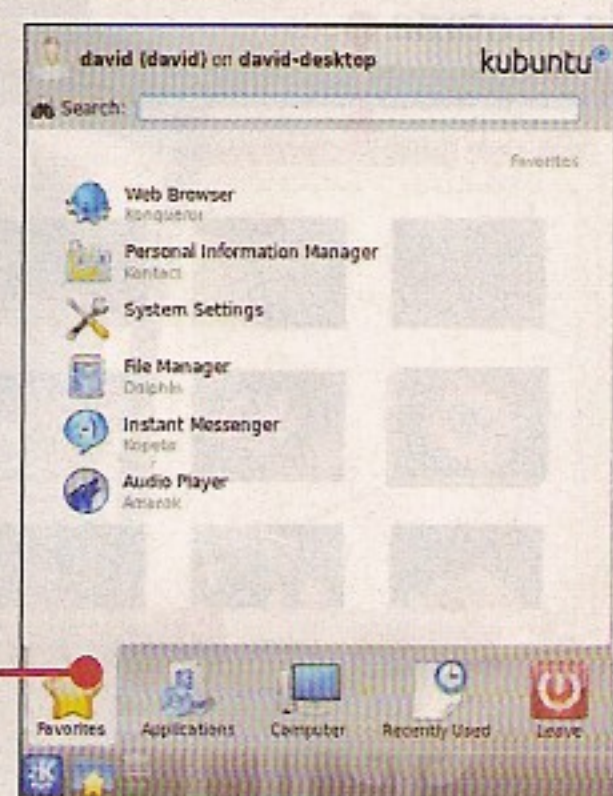 david (david) on david-desktop
kubuntu
Search:
Favorites
Web Browser
Konqueror
Personal Information Manager
Kontact
System Settings
File Manager
Dolphin
Instant Messenger
Kopete
Audio Player
Amarok
Favorites Applications Computer Recently Used Leave